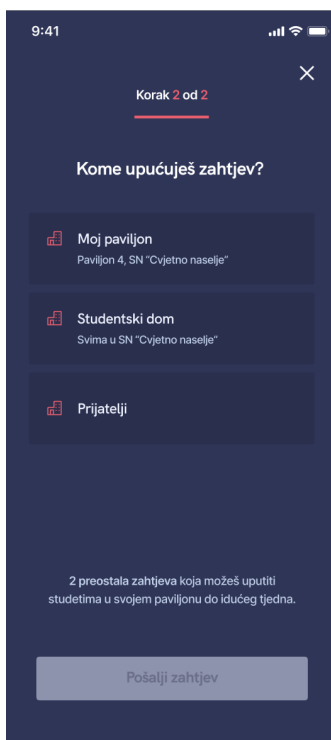 9:41
Korak 2 od 2
Kome upućuješ zahtjev?
Moj paviljon
Paviljon 4, SN "Cvjetno naselje"
Studentski dom
Svima u SN "Cvjetno naselje"
Prijatelji
2 preostala zahtjeva koja možeš uputiti
studetima u svojem paviljonu do idućeg tjedna.
Pošalji zahtjev